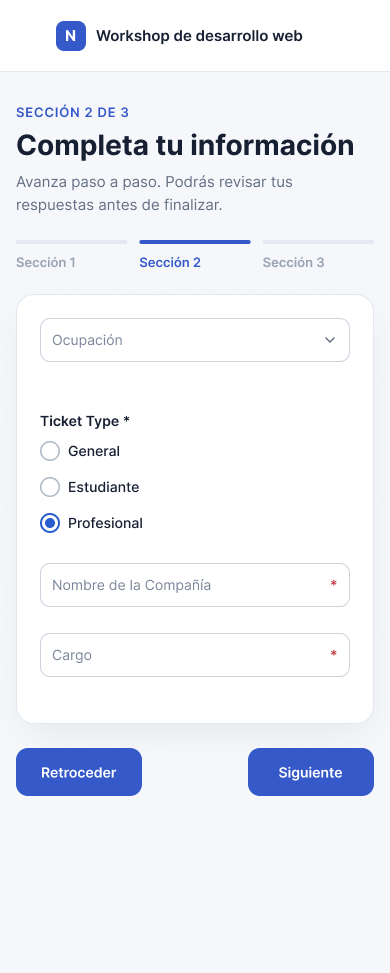 N Workshop de desarrollo web
SECCIÓN 2 DE 3
Completa tu información
Avanza paso a paso. Podrás revisar tus
respuestas antes de finalizar.
Sección 1 Sección 2 Sección 3
Ocupación
Ticket Type *
General
Estudiante
Profesional
Nombre de la Compañía *
Cargo *
Retroceder Siguiente